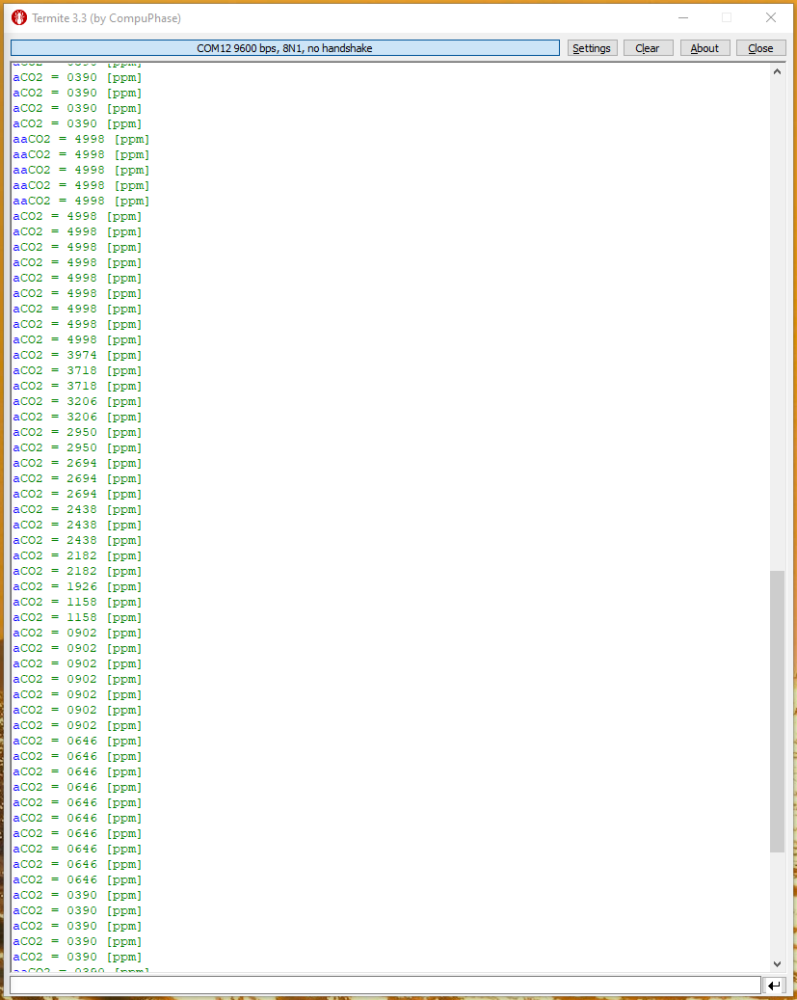 Termite 3.3 (by CompuPhase)
COM12 9600 bps, 8N1, no handshake
Settings
Clear
About
Close
aCO2 = 0390 [ppm]
aCO2 = 0390 [ppm]
aCO2 = 0390 [ppm]
aCO2 = 0390 [ppm]
aCO2 = 0390 [ppm]
aaCO2 = 4998 [ppm]
aaCO2 = 4998 [ppm]
aaCO2 = 4998 [ppm]
aaCO2 = 4998 [ppm]
aaCO2 = 4998 [ppm]
aCO2 = 4998 [ppm]
aCO2 = 4998 [ppm]
aCO2 = 4998 [ppm]
aCO2 = 4998 [ppm]
aCO2 = 4998 [ppm]
aCO2 = 4998 [ppm]
aCO2 = 4998 [ppm]
aCO2 = 4998 [ppm]
aCO2 = 4998 [ppm]
aCO2 = 3974 [ppm]
aCO2 = 3718 [ppm]
aCO2 = 3718 [ppm]
aCO2 = 3206 [ppm]
aCO2 = 3206 [ppm]
aCO2 = 2950 [ppm]
aCO2 = 2950 [ppm]
aCO2 = 2694 [ppm]
aCO2 = 2694 [ppm]
aCO2 = 2694 [ppm]
aCO2 = 2438 [ppm]
aCO2 = 2438 [ppm]
aCO2 = 2438 [ppm]
aCO2 = 2182 [ppm]
aCO2 = 2182 [ppm]
aCO2 = 1926 [ppm]
aCO2 = 1158 [ppm]
aCO2 = 1158 [ppm]
aCO2 = 0902 [ppm]
aCO2 = 0902 [ppm]
aCO2 = 0902 [ppm]
aCO2 = 0902 [ppm]
aCO2 = 0902 [ppm]
aCO2 = 0902 [ppm]
aCO2 = 0902 [ppm]
aCO2 = 0646 [ppm]
aCO2 = 0646 [ppm]
aCO2 = 0646 [ppm]
aCO2 = 0646 [ppm]
aCO2 = 0646 [ppm]
aCO2 = 0646 [ppm]
aCO2 = 0646 [ppm]
aCO2 = 0646 [ppm]
aCO2 = 0646 [ppm]
aCO2 = 0646 [ppm]
aCO2 = 0390 [ppm]
aCO2 = 0390 [ppm]
aCO2 = 0390 [ppm]
aCO2 = 0390 [ppm]
aCO2 = 0390 [ppm]
aaCO2 = 0390 [ppm]